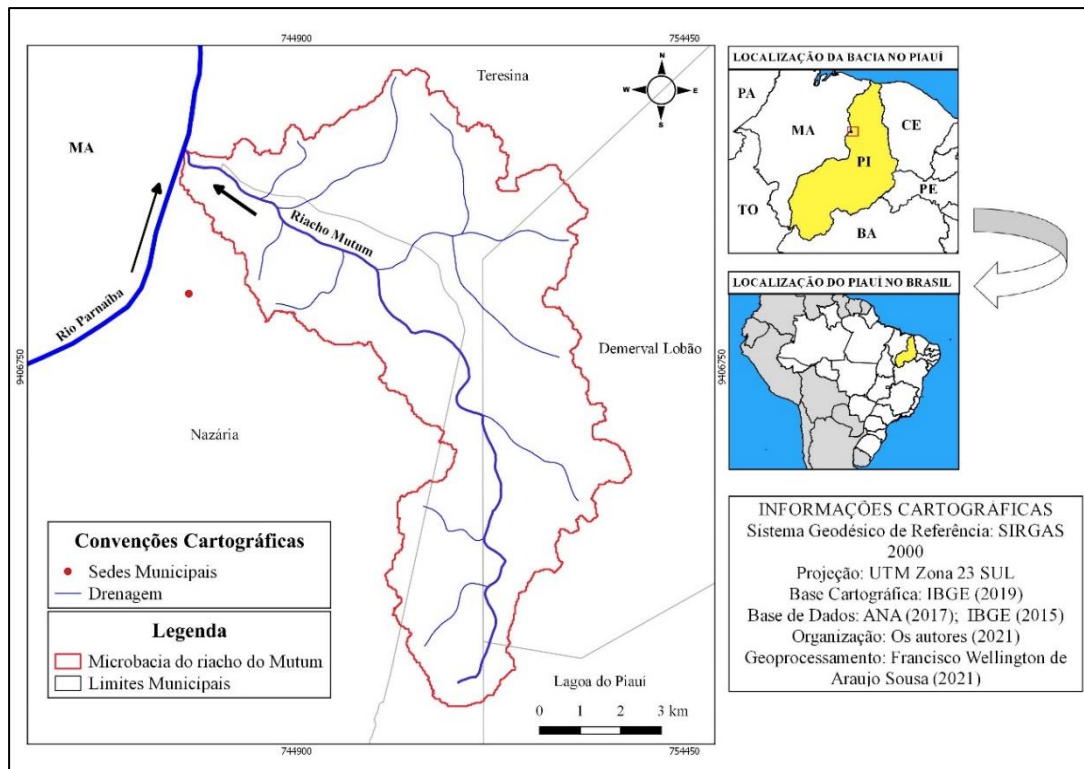 744900
754450
Teresina
N
W
E
S
MA
Riacho Mutum
Rio Parnaíba
9406750
9406750
Demerval Lobão
Nazária
Lagoa do Piauí
Convenções Cartográficas
Sedes Municipais
Drenagem
Legenda
Microbacia do riacho do Mutum
Limites Municipais
0 1 2 3 km
744900
754450
LOCALIZAÇÃO DA BACIA NO PIAUÍ
PA
MA
CE
PI
PE
TO
BA
LOCALIZAÇÃO DO PIAUÍ NO BRASIL
INFORMAÇÕES CARTOGRÁFICAS
Sistema Geodésico de Referência: SIRGAS
2000
Projeção: UTM Zona 23 SUL
Base Cartográfica: IBGE (2019)
Base de Dados: ANA (2017); IBGE (2015)
Organização: Os autores (2021)
Geoprocessamento: Francisco Wellington de
Araujo Sousa (2021)